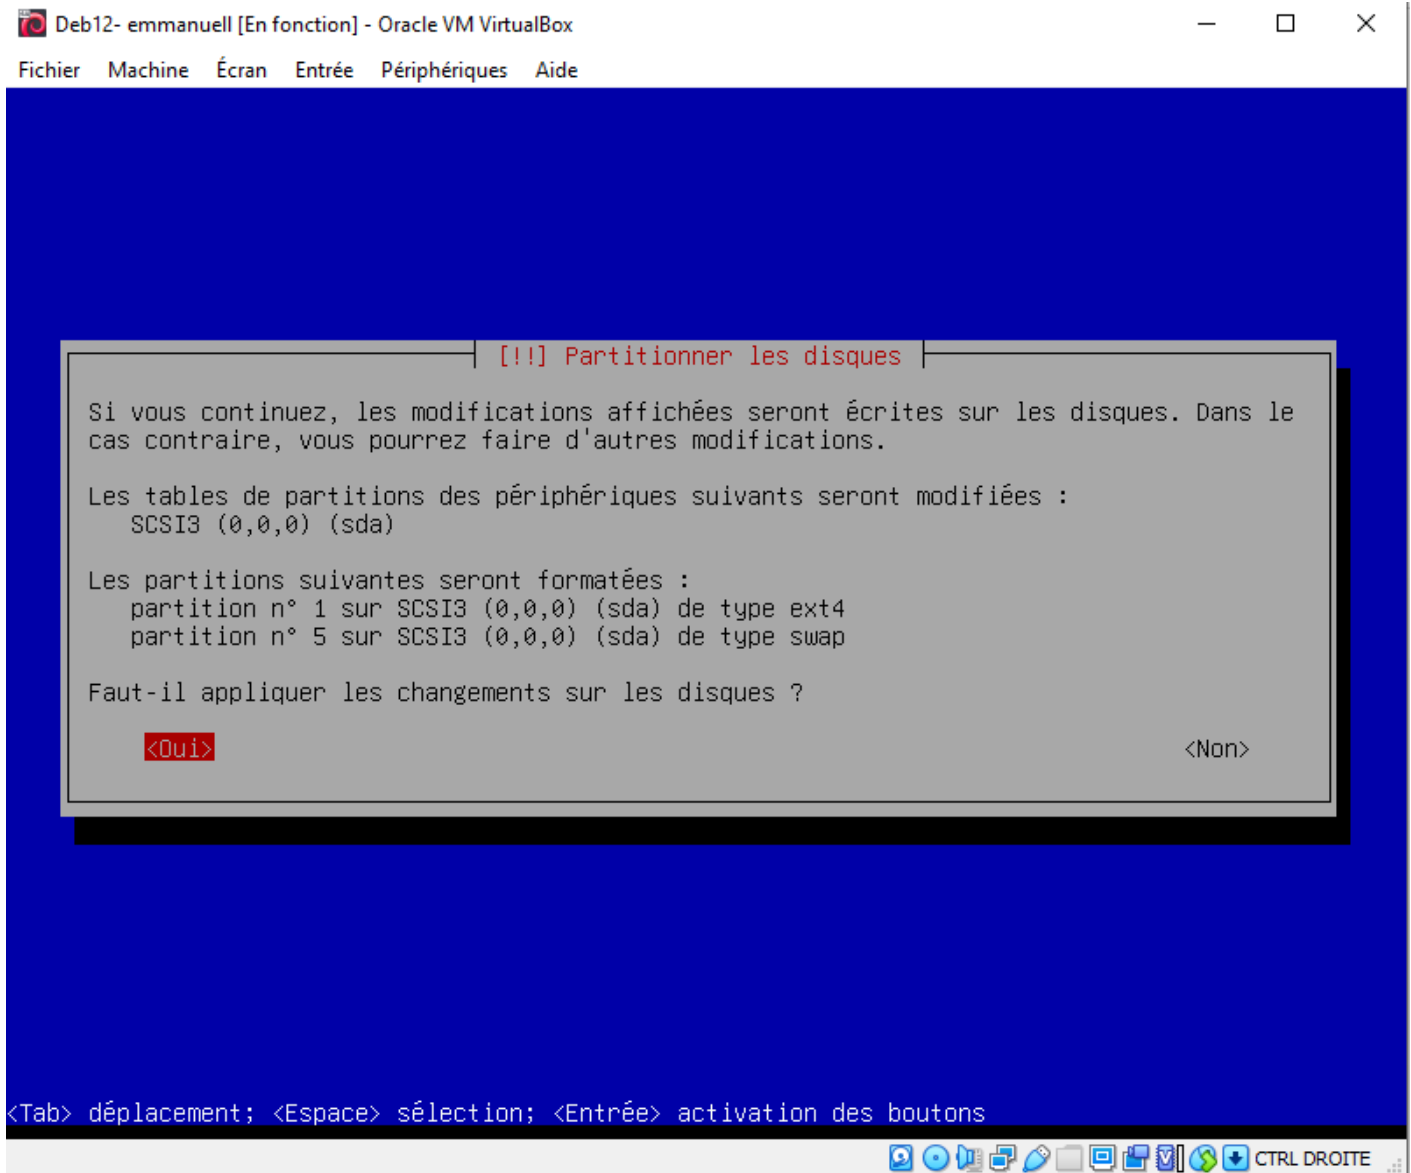 Deb12- emmanuell [En fonction] - Oracle VM VirtualBox
Fichier Machine Écran Entrée Périphériques Aide
[!!] Partitionner les disques
Si vous continuez, les modifications affichées seront écrites sur les disques. Dans le
cas contraire, vous pourrez faire d'autres modifications.
Les tables de partitions des périphériques suivants seront modifiées :
SCSI3 (0,0,0) (sda)
Les partitions suivantes seront formatées :
partition n° 1 sur SCSI3 (0,0,0) (sda) de type ext4
partition n° 5 sur SCSI3 (0,0,0) (sda) de type swap
Faut-il appliquer les changements sur les disques ?
<Oui> <Non>
<Tab> déplacement; <Espace> sélection; <Entrée> activation des boutons
CTRL DROITE